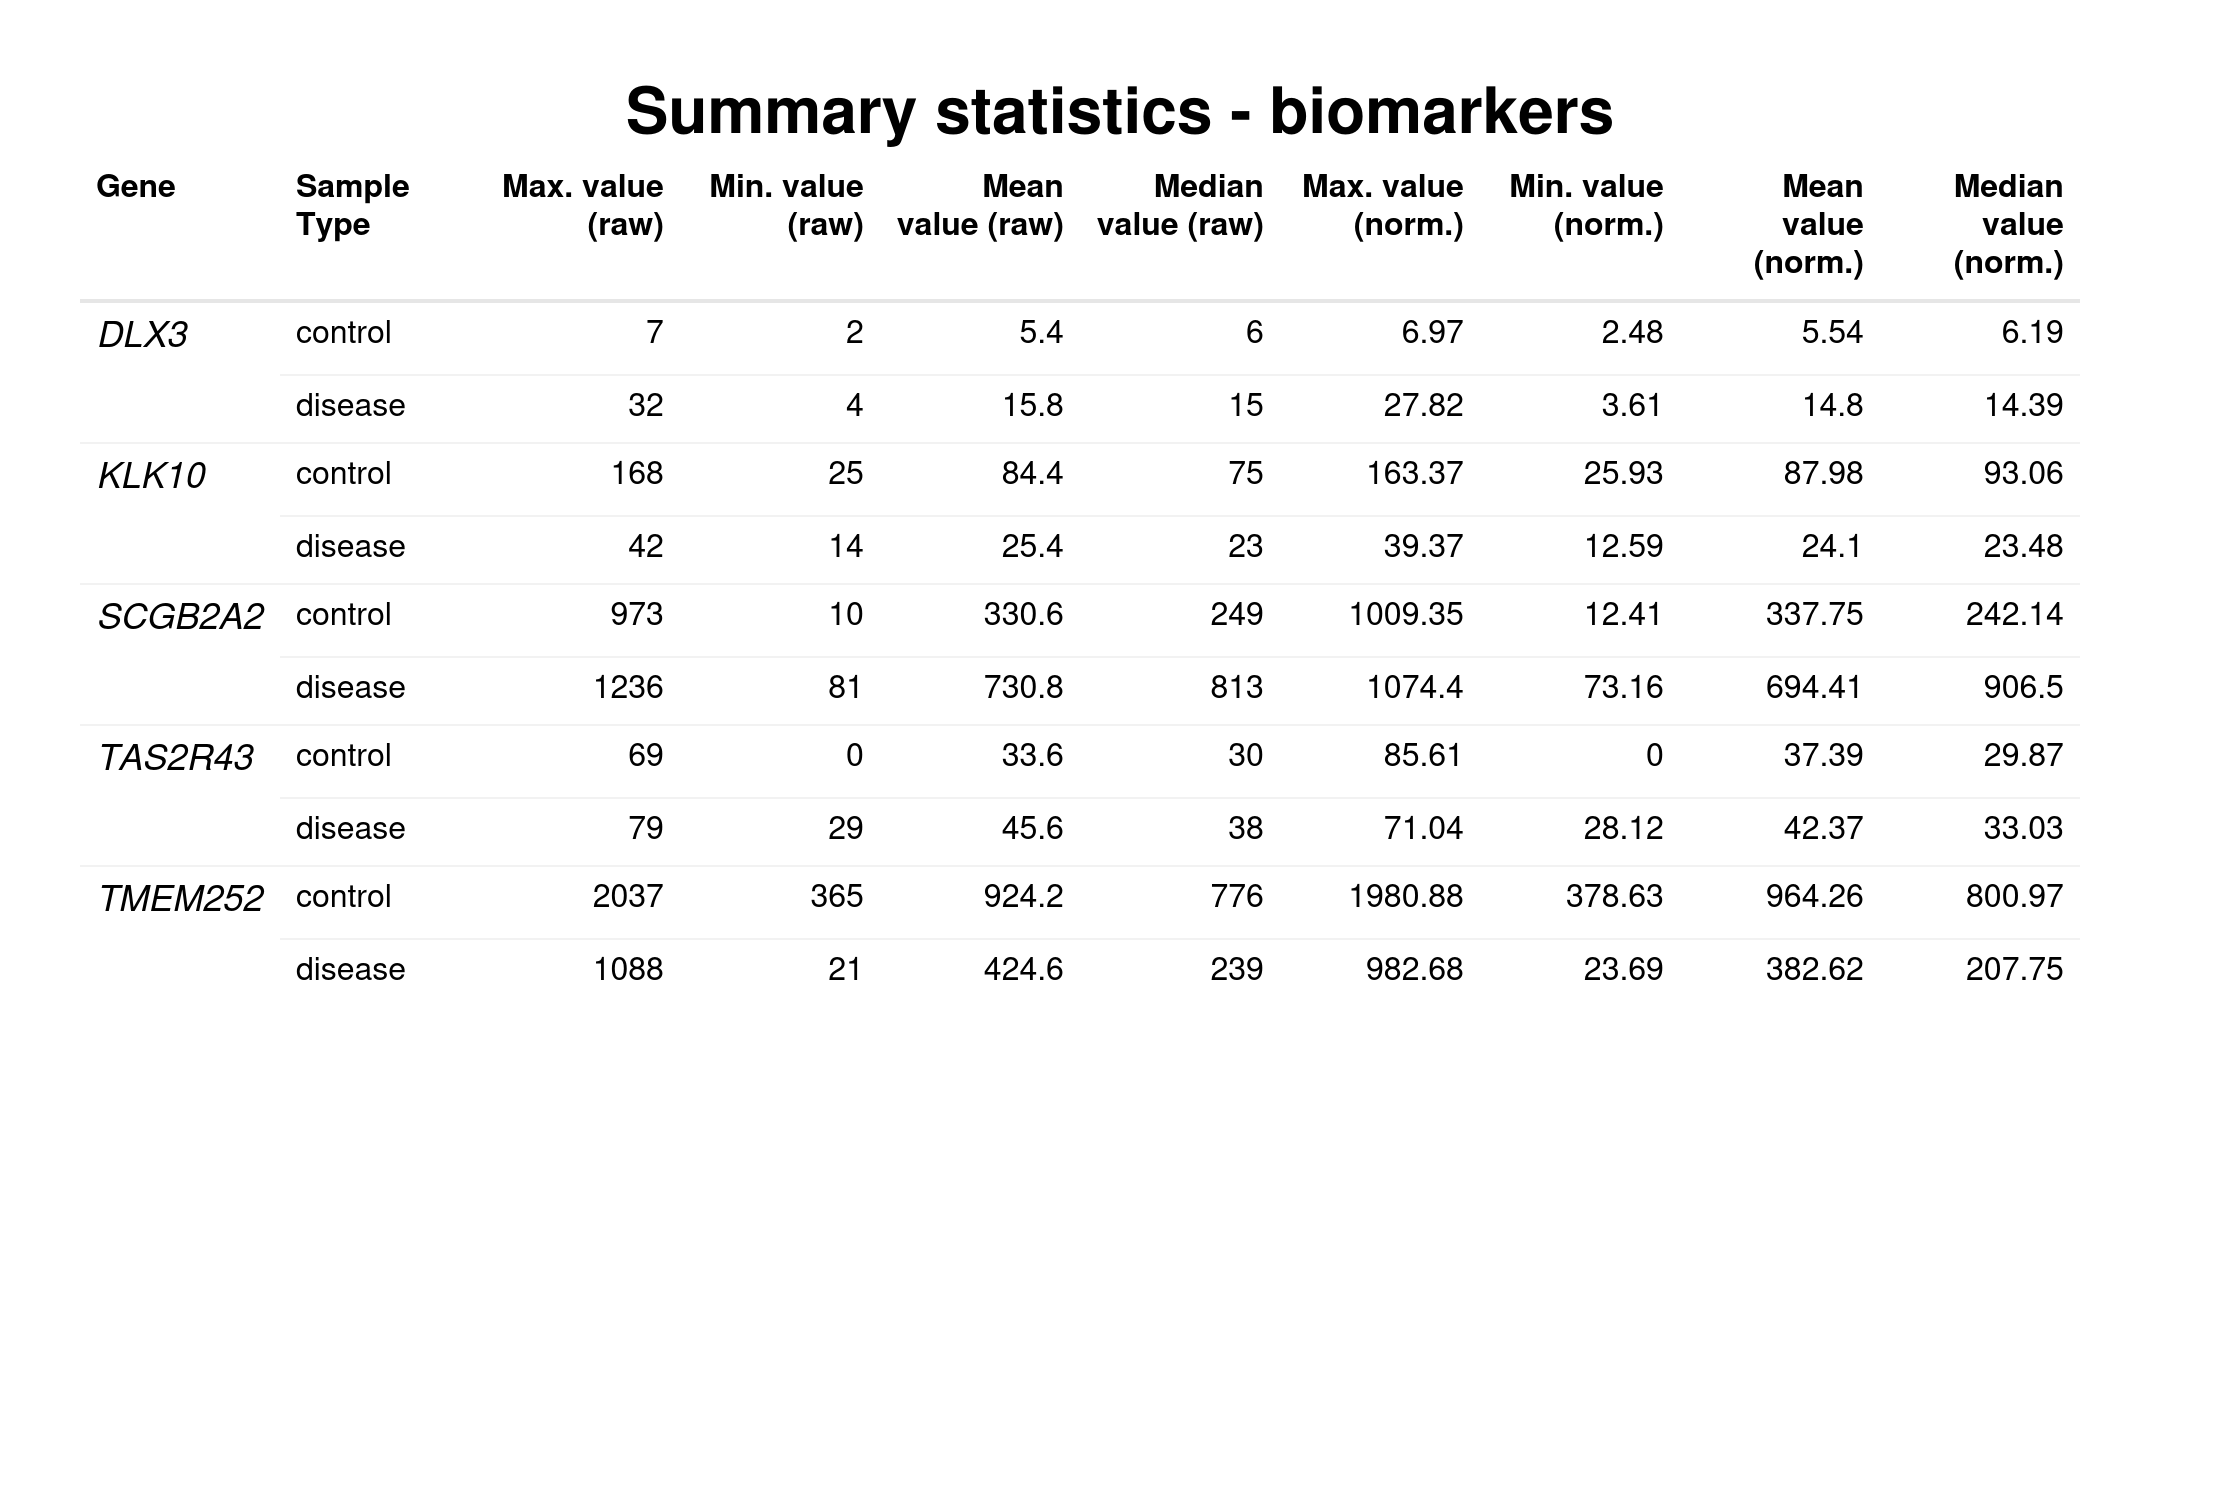 Summary statistics - biomarkers
Gene Sample Type Max. value (raw) Min. value (raw) Mean value (raw) Median value (raw) Max. value (norm.) Min. value (norm.) Mean value (norm.) Median value (norm.)
DLX3 control 7 2 5.4 6 6.97 2.48 5.54 6.19
disease 32 4 15.8 15 27.82 3.61 14.8 14.39
KLK10 control 168 25 84.4 75 163.37 25.93 87.98 93.06
disease 42 14 25.4 23 39.37 12.59 24.1 23.48
SCGB2A2 control 973 10 330.6 249 1009.35 12.41 337.75 242.14
disease 1236 81 730.8 813 1074.4 73.16 694.41 906.5
TAS2R43 control 69 0 33.6 30 85.61 0 37.39 29.87
disease 79 29 45.6 38 71.04 28.12 42.37 33.03
TMEM252 control 2037 365 924.2 776 1980.88 378.63 964.26 800.97
disease 1088 21 424.6 239 982.68 23.69 382.62 207.75